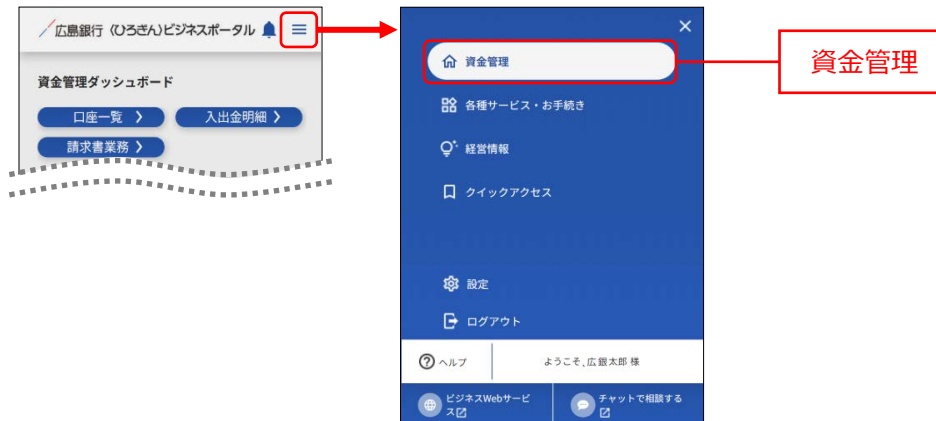 広島銀行 〈ひろぎん〉ビジネスポータル
資金管理ダッシュボード
口座一覧
入出金明細
請求書業務
資金管理
各種サービス・お手続き
経営情報
クイックアクセス
設定
ログアウト
ヘルプ
ようこそ、広銀太郎 様
ビジネスWebサービ
ス
チャットで相談する
資金管理